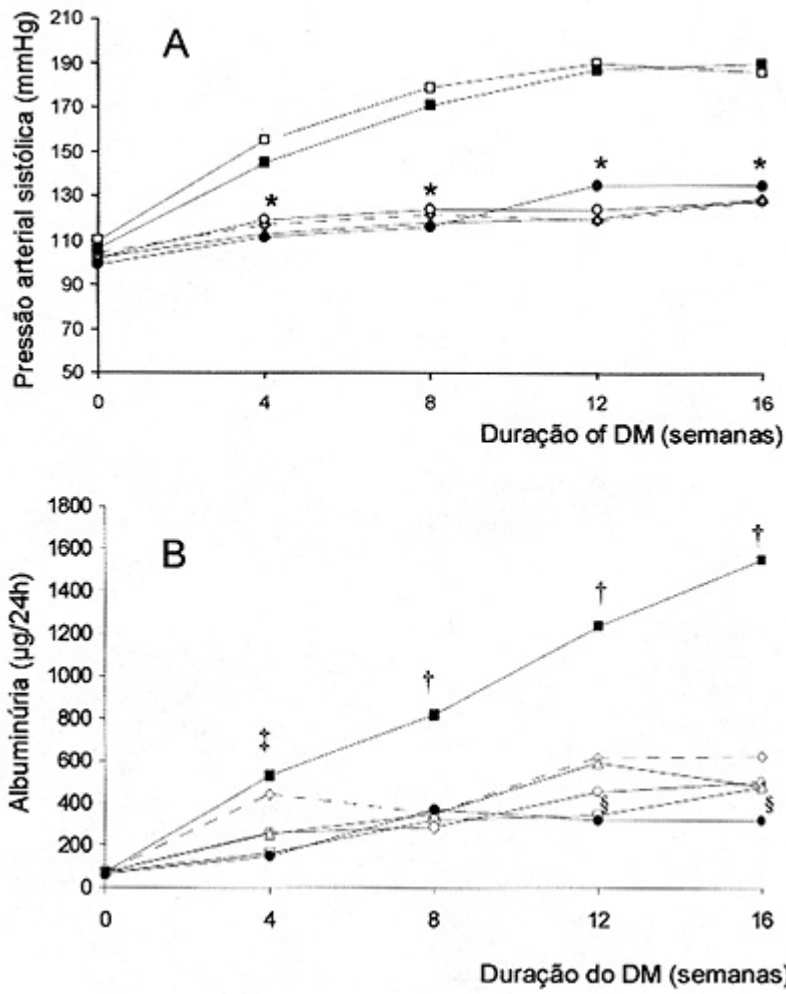 A
Pressão arterial sistólica (mmHg)
210
190
170
150
130
110
90
70
50
* * * *
0 4 8 12 16
Duração of DM (semanas)
B
Albuminúria (µg/24h)
1800
1600
1400
1200
1000
800
600
400
200
0
‡ † † †
§ §
0 4 8 12 16
Duração do DM (semanas)